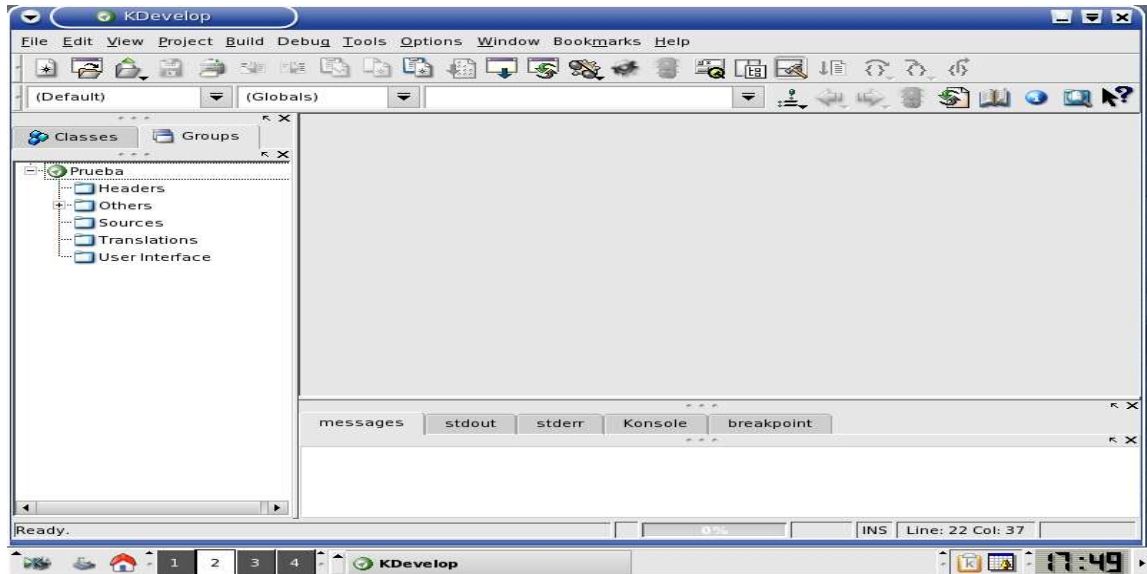 KDevelop
File Edit View Project Build Debug Tools Options Window Bookmarks Help
(Default) (Globals)
Classes Groups
Prueba
Headers
Others
Sources
Translations
User Interface
messages stdout stderr Konsole breakpoint
Ready. 0% INS Line: 22 Col: 37
1 2 3 4 KDevelop 17:49